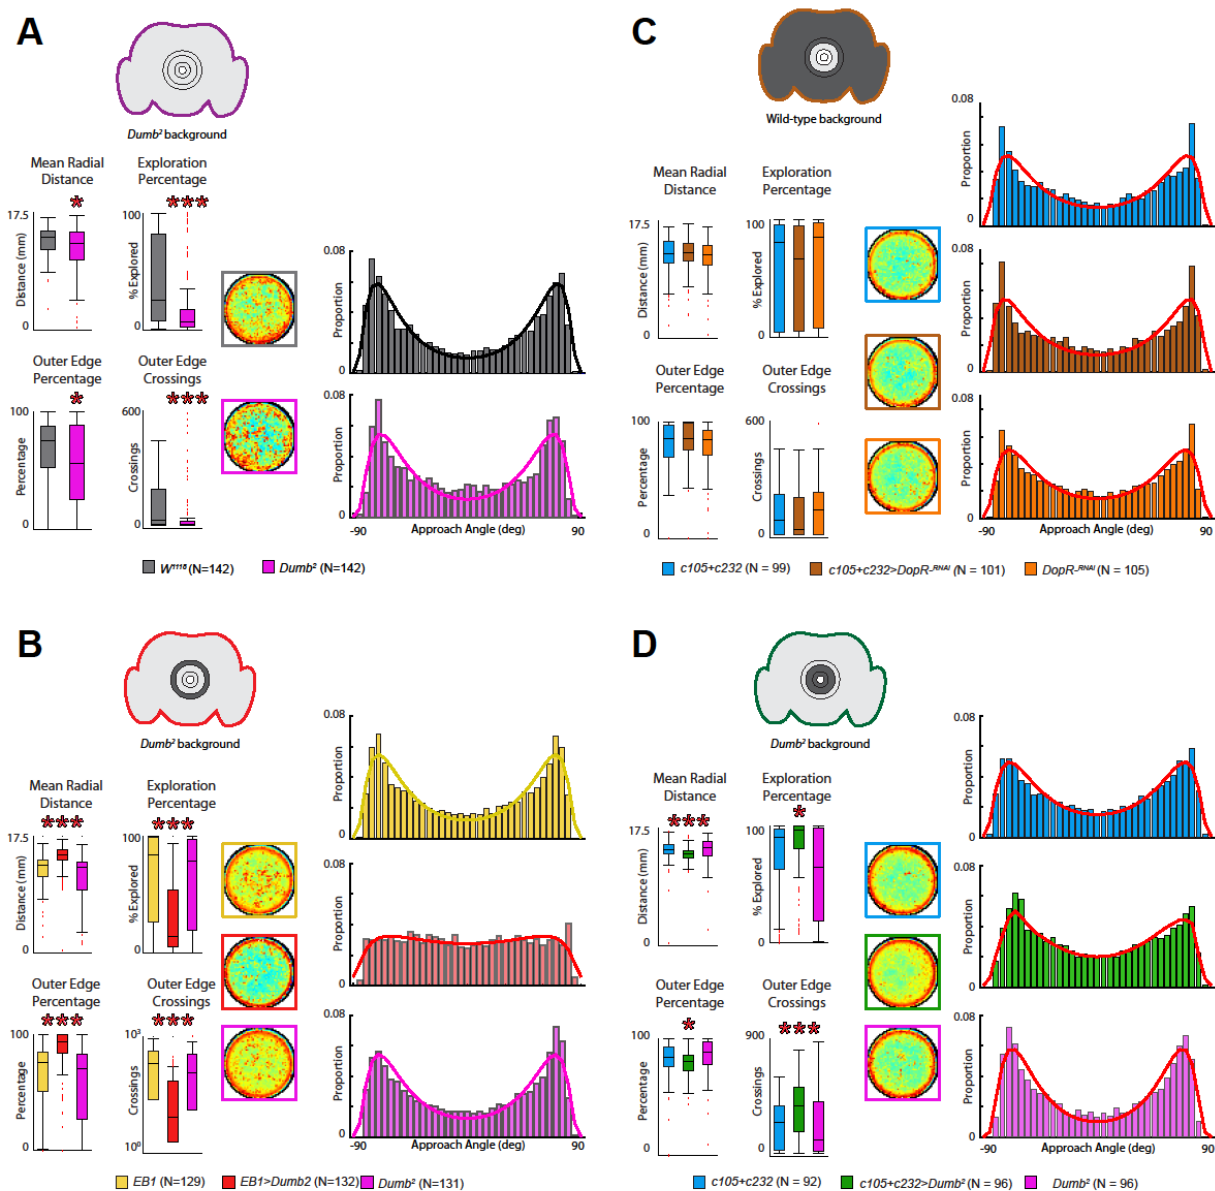 A
Dumb² background
Mean Radial Distance
Exploration Percentage
* * * *
17.5
Distance (mm)
0
100
% Explored
0
Outer Edge Percentage
Outer Edge Crossings
* * * *
100
Percentage
0
600
Crossings
0
0.08
Proportion
0
0.08
Proportion
0
-90
Approach Angle (deg)
90
W¹¹¹⁸ (N=142)
Dumb² (N=142)
B
Dumb² background
Mean Radial Distance
Exploration Percentage
* * * * * *
17.5
Distance (mm)
0
100
% Explored
0
Outer Edge Percentage
Outer Edge Crossings
* * * * * *
100
Percentage
0
10³
Crossings
10⁰
0.08
Proportion
0
0.08
Proportion
0
0.08
Proportion
0
-90
Approach Angle (deg)
90
EB1 (N=129)
EB1>Dumb2 (N=132)
Dumb² (N=131)
C
Wild-type background
Mean Radial Distance
Exploration Percentage
17.5
Distance (mm)
0
100
% Explored
0
Outer Edge Percentage
Outer Edge Crossings
100
Percentage
0
600
Crossings
0
0.08
Proportion
0
0.08
Proportion
0
0.08
Proportion
0
-90
Approach Angle (deg)
90
c105+c232 (N = 99)
c105+c232>DopR-ᴿᴺᴬⁱ (N = 101)
DopR-ᴿᴺᴬⁱ (N = 105)
D
Dumb² background
Mean Radial Distance
Exploration Percentage
* * * *
17.5
Distance (mm)
0
100
% Explored
0
Outer Edge Percentage
Outer Edge Crossings
* * * *
100
Percentage
0
900
Crossings
0
0.08
Proportion
0
0.08
Proportion
0
0.08
Proportion
0
-90
Approach Angle (deg)
90
c105+c232 (N = 92)
c105+c232>Dumb² (N = 96)
Dumb² (N = 96)